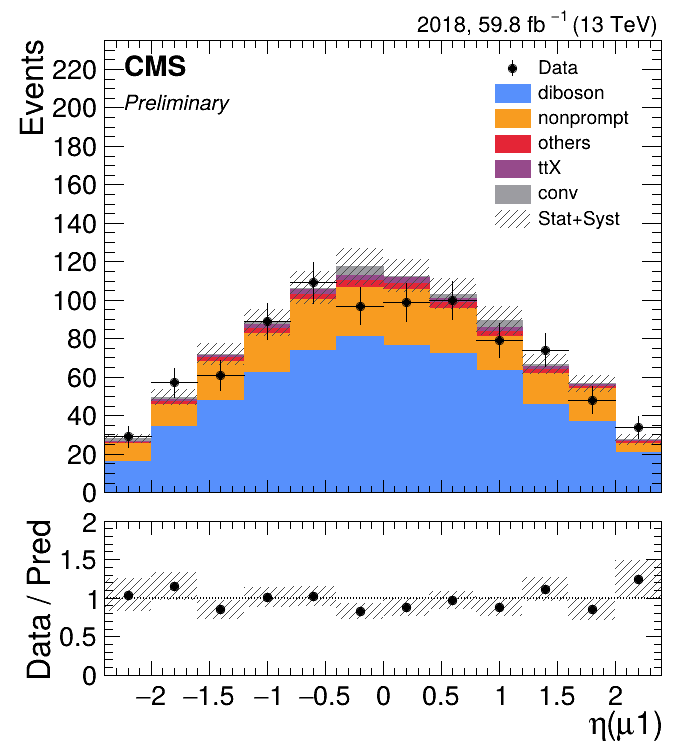 2018, 59.8 fb⁻¹ (13 TeV)
Events
CMS
Preliminary
Data
diboson
nonprompt
others
ttX
conv
Stat+Syst
220
200
180
160
140
120
100
80
60
40
20
0
Data / Pred
2
1.5
1
0.5
0
−2 −1.5 −1 −0.5 0 0.5 1 1.5 2
η(μ1)